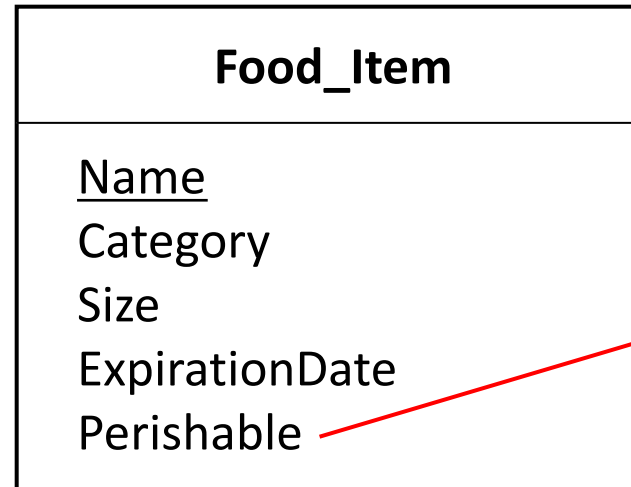 Food_Item
Name
Category
Size
ExpirationDate
Perishable